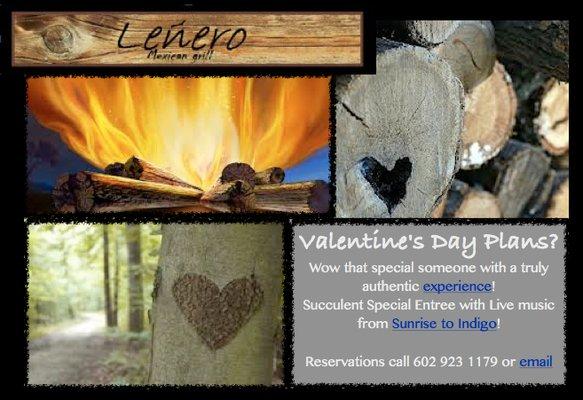 Leñero
Mexican grill
Valentine's Day Plans?
Wow that special someone with a truly
authentic experience!
Succulent Special Entree with Live music
from Sunrise to Indigo!
Reservations call 602 923 1179 or email